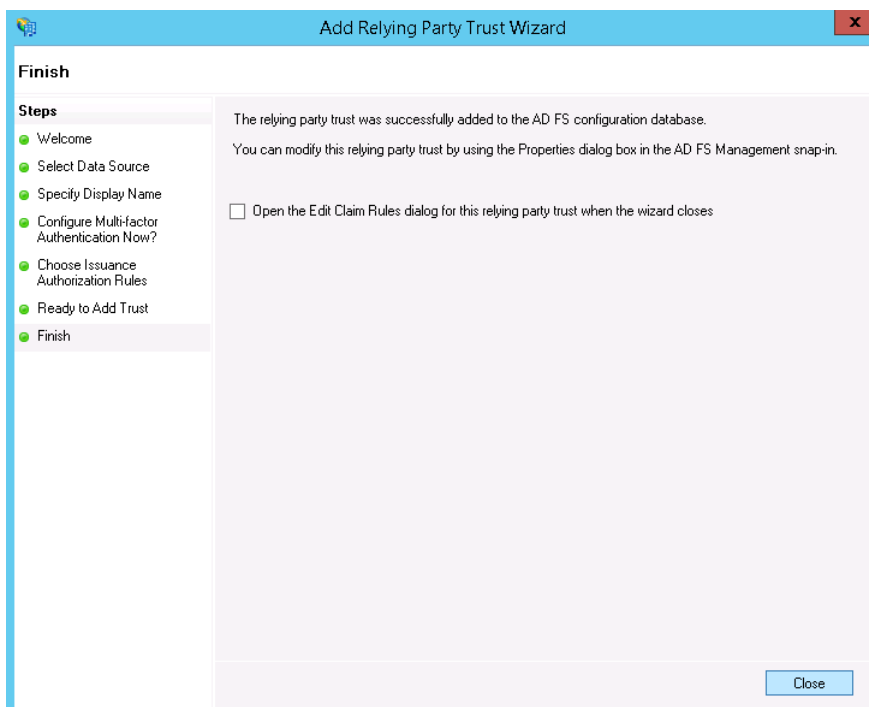 Add Relying Party Trust Wizard
x
Finish
Steps
Welcome
Select Data Source
Specify Display Name
Configure Multi-factor
Authentication Now?
Choose Issuance
Authorization Rules
Ready to Add Trust
Finish
The relying party trust was successfully added to the AD FS configuration database.
You can modify this relying party trust by using the Properties dialog box in the AD FS Management snap-in.
Open the Edit Claim Rules dialog for this relying party trust when the wizard closes
Close